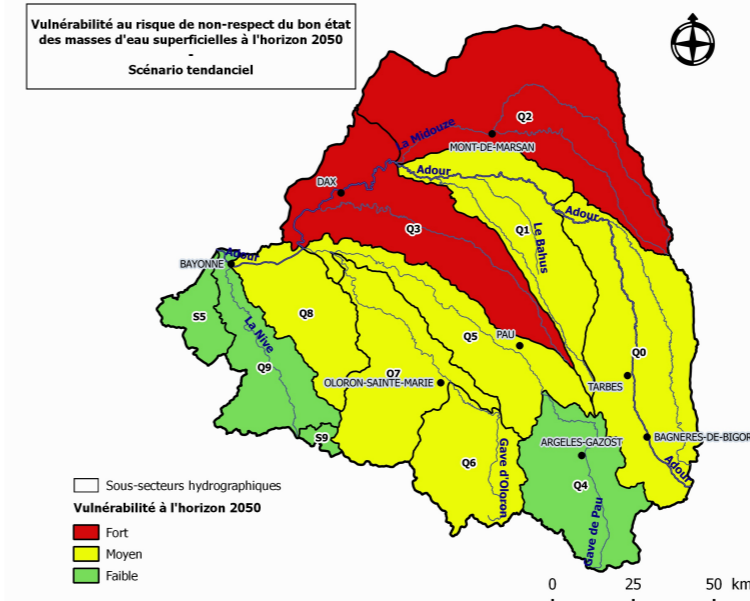 Vulnérabilité au risque de non-respect du bon état
des masses d'eau superficielles à l'horizon 2050
-
Scénario tendanciel
Q2
La Midouze
MONT-DE-MARSAN
Adour
DAX
Adour
Q3
Q1
Le Bahus
Adour
BAYONNE
S5
Q8
La Nive
Q5
PAU
Q0
Q9
Q7
OLORON-SAINTE-MARIE
TARBES
S9
ARGELES-GAZOST
BAGNERES-DE-BIGOR
Q6
Gave d'Oloron
Q4
Adour
Gave de Pau
Sous-secteurs hydrographiques
Vulnérabilité à l'horizon 2050
Fort
Moyen
Faible
0 25 50 km